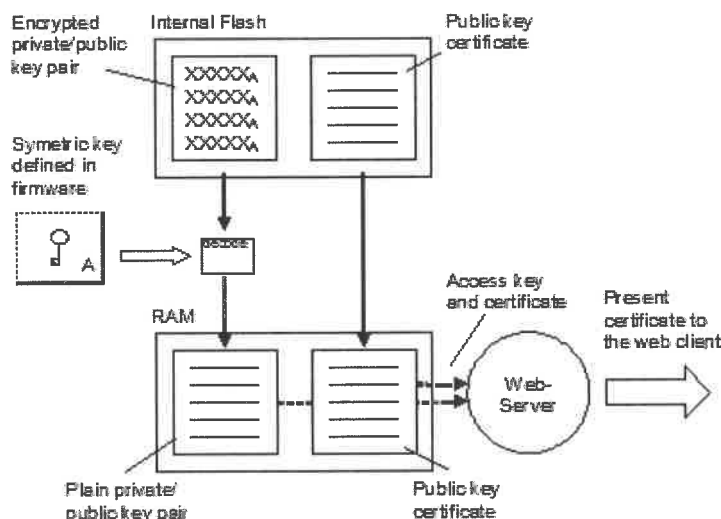 Encrypted
private/public
key pair
Internal Flash
Public key
certificate
XXXXXA
XXXXXA
XXXXXA
XXXXXA
Symetric key
defined in
firmware
A
decode
RAM
Access key
and certificate
Present
certificate to
the web client
Web-
Server
Plain private/
public key pair
Public key
certificate